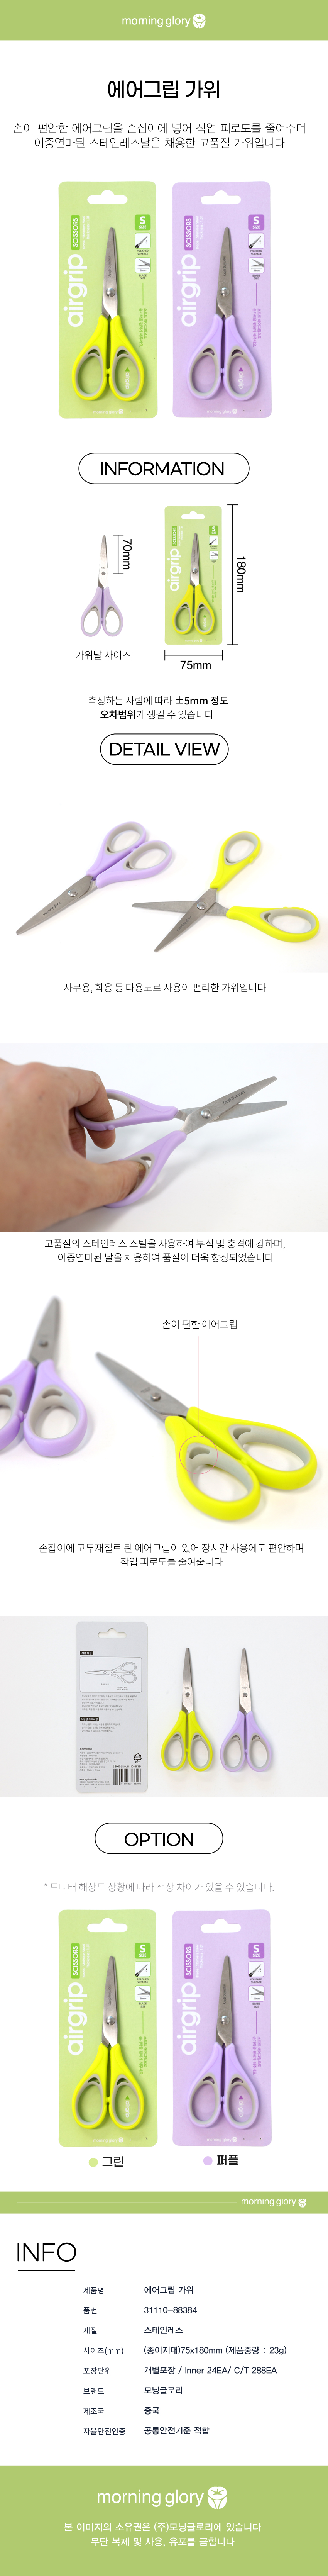 morning glory
에어그립 가위
손이 편안한 에어그립을 손잡이에 넣어 작업 피로도를 줄여주며
이중연마된 스테인레스날을 채용한 고품질 가위입니다
airgrip
SCISSORS
S
morning glory
airgrip
SCISSORS
S
morning glory
INFORMATION
70mm
가위날 사이즈
airgrip
180mm
75mm
측정하는 사람에 따라 ±5mm 정도
오차범위가 생길 수 있습니다.
DETAIL VIEW
사무용, 학용 등 다용도로 사용이 편리한 가위입니다
고품질의 스테인레스 스틸을 사용하여 부식 및 충격에 강하며,
이중연마된 날을 채용하여 품질이 더욱 향상되었습니다
손이 편한 에어그립
손잡이에 고무재질로 된 에어그립이 있어 장시간 사용에도 편안하며
작업 피로도를 줄여줍니다
OPTION
* 모니터 해상도 상황에 따라 색상 차이가 있을 수 있습니다.
airgrip
SCISSORS
S
morning glory
airgrip
SCISSORS
S
morning glory
그린
퍼플
morning glory
INFO
제품명 에어그립 가위
품번 31110-88384
재질 스테인레스
사이즈(mm) (종이지대)75x180mm (제품중량 : 23g)
포장단위 개별포장 / Inner 24EA/ C/T 288EA
브랜드 모닝글로리
제조국 중국
자율안전인증 공통안전기준 적합
morning glory
본 이미지의 소유권은 (주)모닝글로리에 있습니다
무단 복제 및 사용, 유포를 금합니다